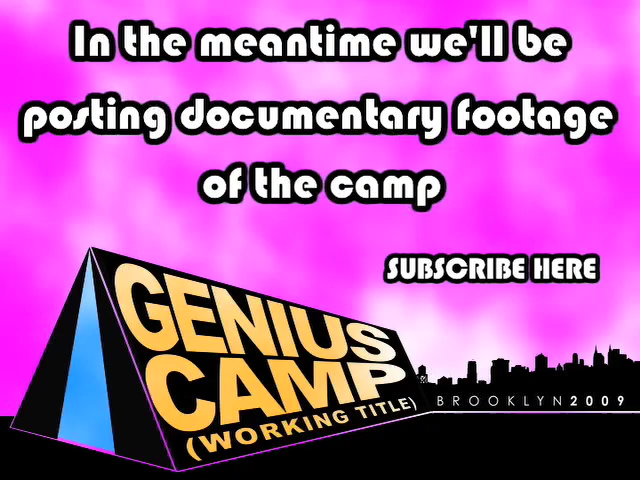 In the meantime we'll be
posting documentary footage
of the camp
SUBSCRIBE HERE
GENIUS
CAMP
(WORKING TITLE)
BROOKLYN2009